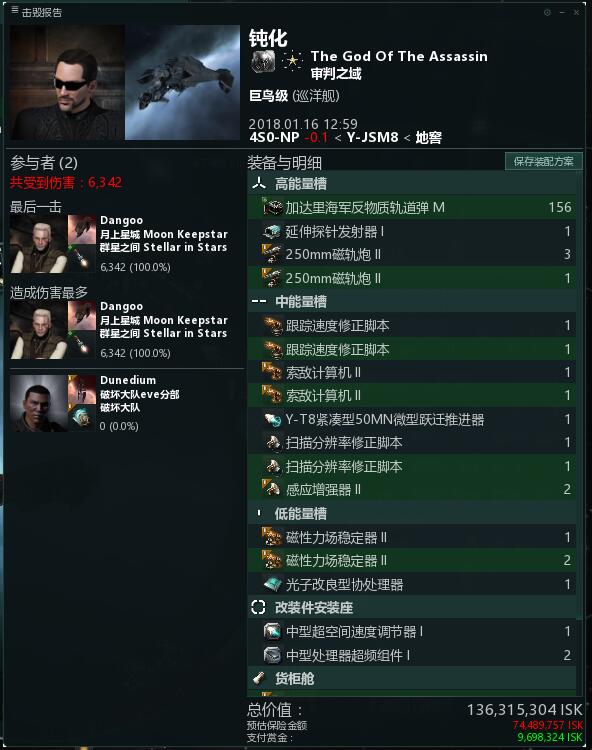 击毁报告
钝化
The God Of The Assassin
审判之域
巨鸟级 (巡洋舰)
2018.01.16 12:59
4S0-NP -0.1 < Y-JSM8 < 地窖
参与者 (2)
共受到伤害：6,342
最后一击
Dangoo
月上星城 Moon Keepstar
群星之间 Stellar in Stars
6,342 (100.0%)
造成伤害最多
Dangoo
月上星城 Moon Keepstar
群星之间 Stellar in Stars
6,342 (100.0%)
Dunedium
破坏大队eve分部
破坏大队
0 (0.0%)
装备与明细
保存装配方案
高能量槽
加达里海军反物质轨道弹 M 156
延伸探针发射器 I 1
250mm磁轨炮 II 3
250mm磁轨炮 II 1
中能量槽
跟踪速度修正脚本 1
跟踪速度修正脚本 1
索敌计算机 II 1
索敌计算机 II 1
Y-T8紧凑型50MN微型跃迁推进器 1
扫描分辨率修正脚本 1
扫描分辨率修正脚本 1
感应增强器 II 2
低能量槽
磁性力场稳定器 II 1
磁性力场稳定器 II 2
光子改良型协处理器 1
改装件安装座
中型超空间速度调节器 I 1
中型处理器超频组件 I 2
货柜舱
总价值： 136,315,304 ISK
预估保险金额 74,489,757 ISK
支付赏金： 9,698,324 ISK